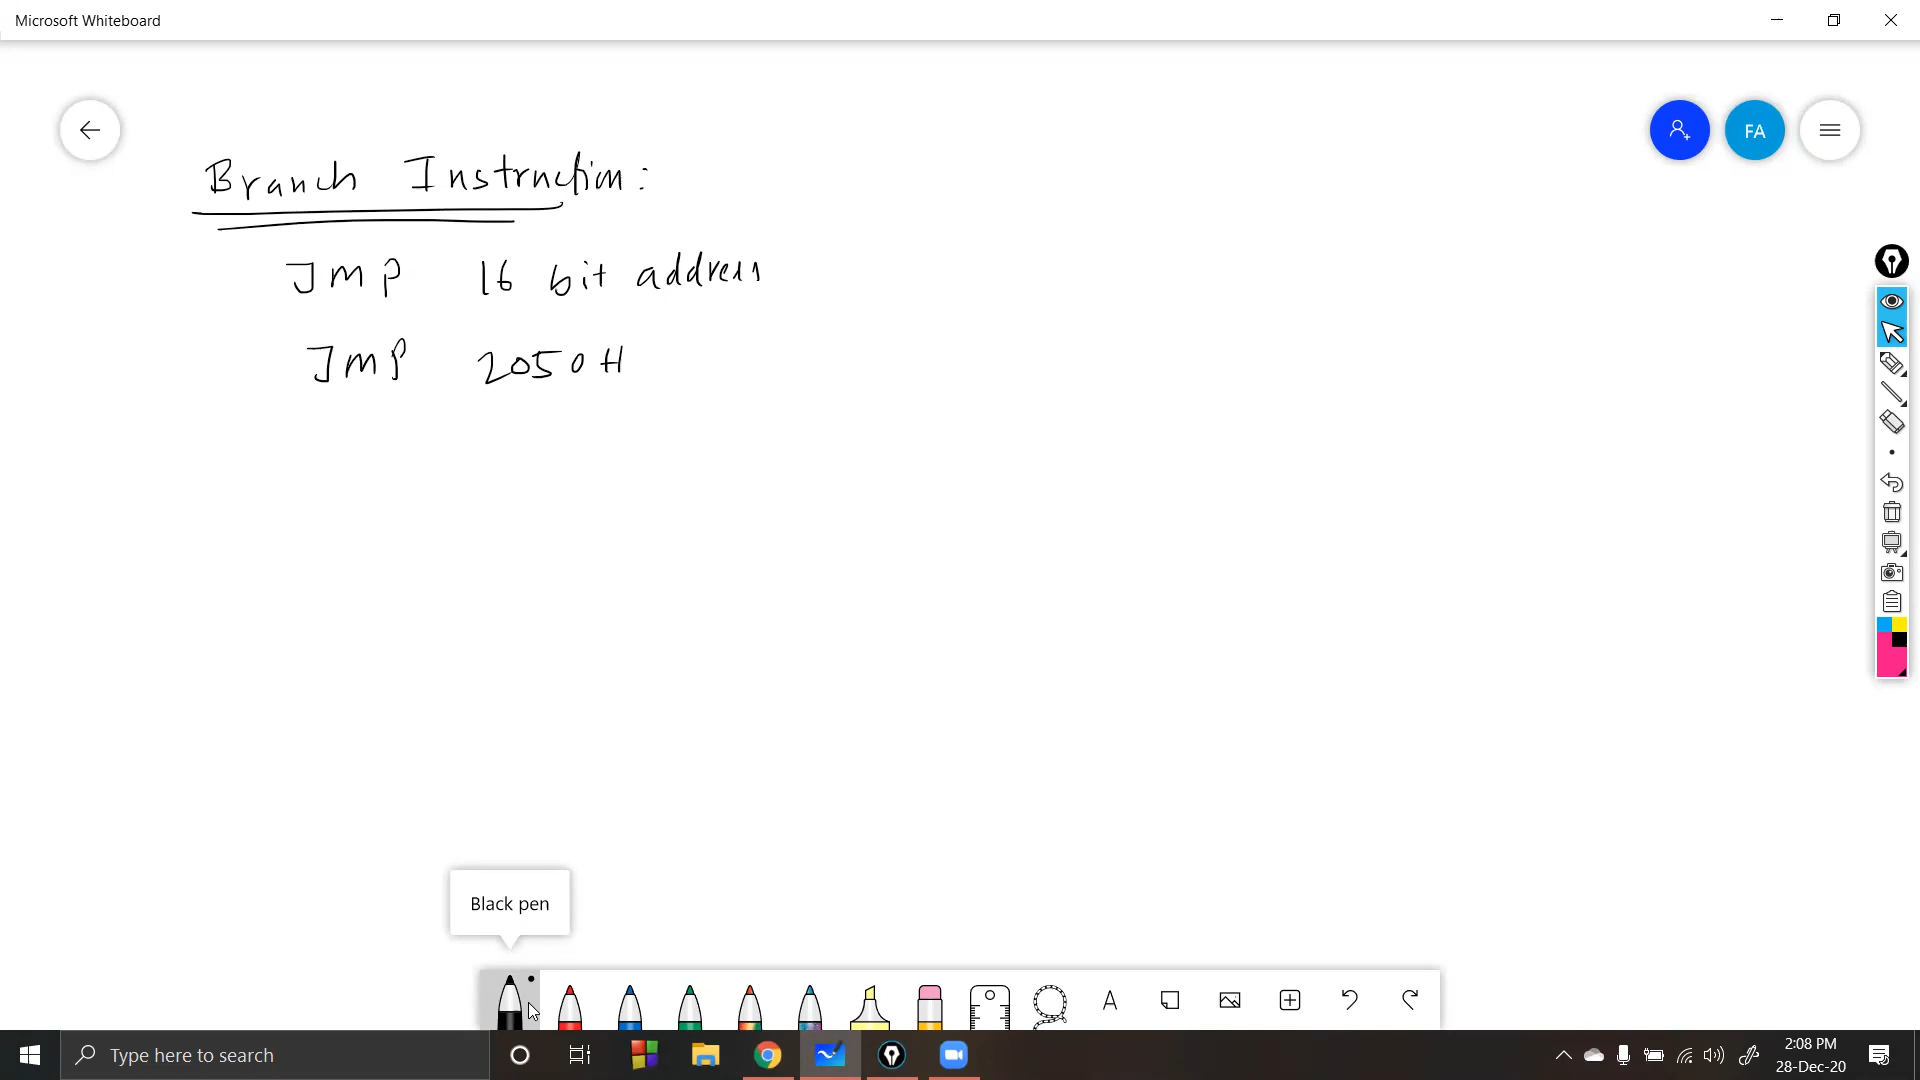 Microsoft Whiteboard
FA
Branch Instruction:
JMP 16 bit address
JMP 2050H
Black pen
Type here to search
2:08 PM
28-Dec-20